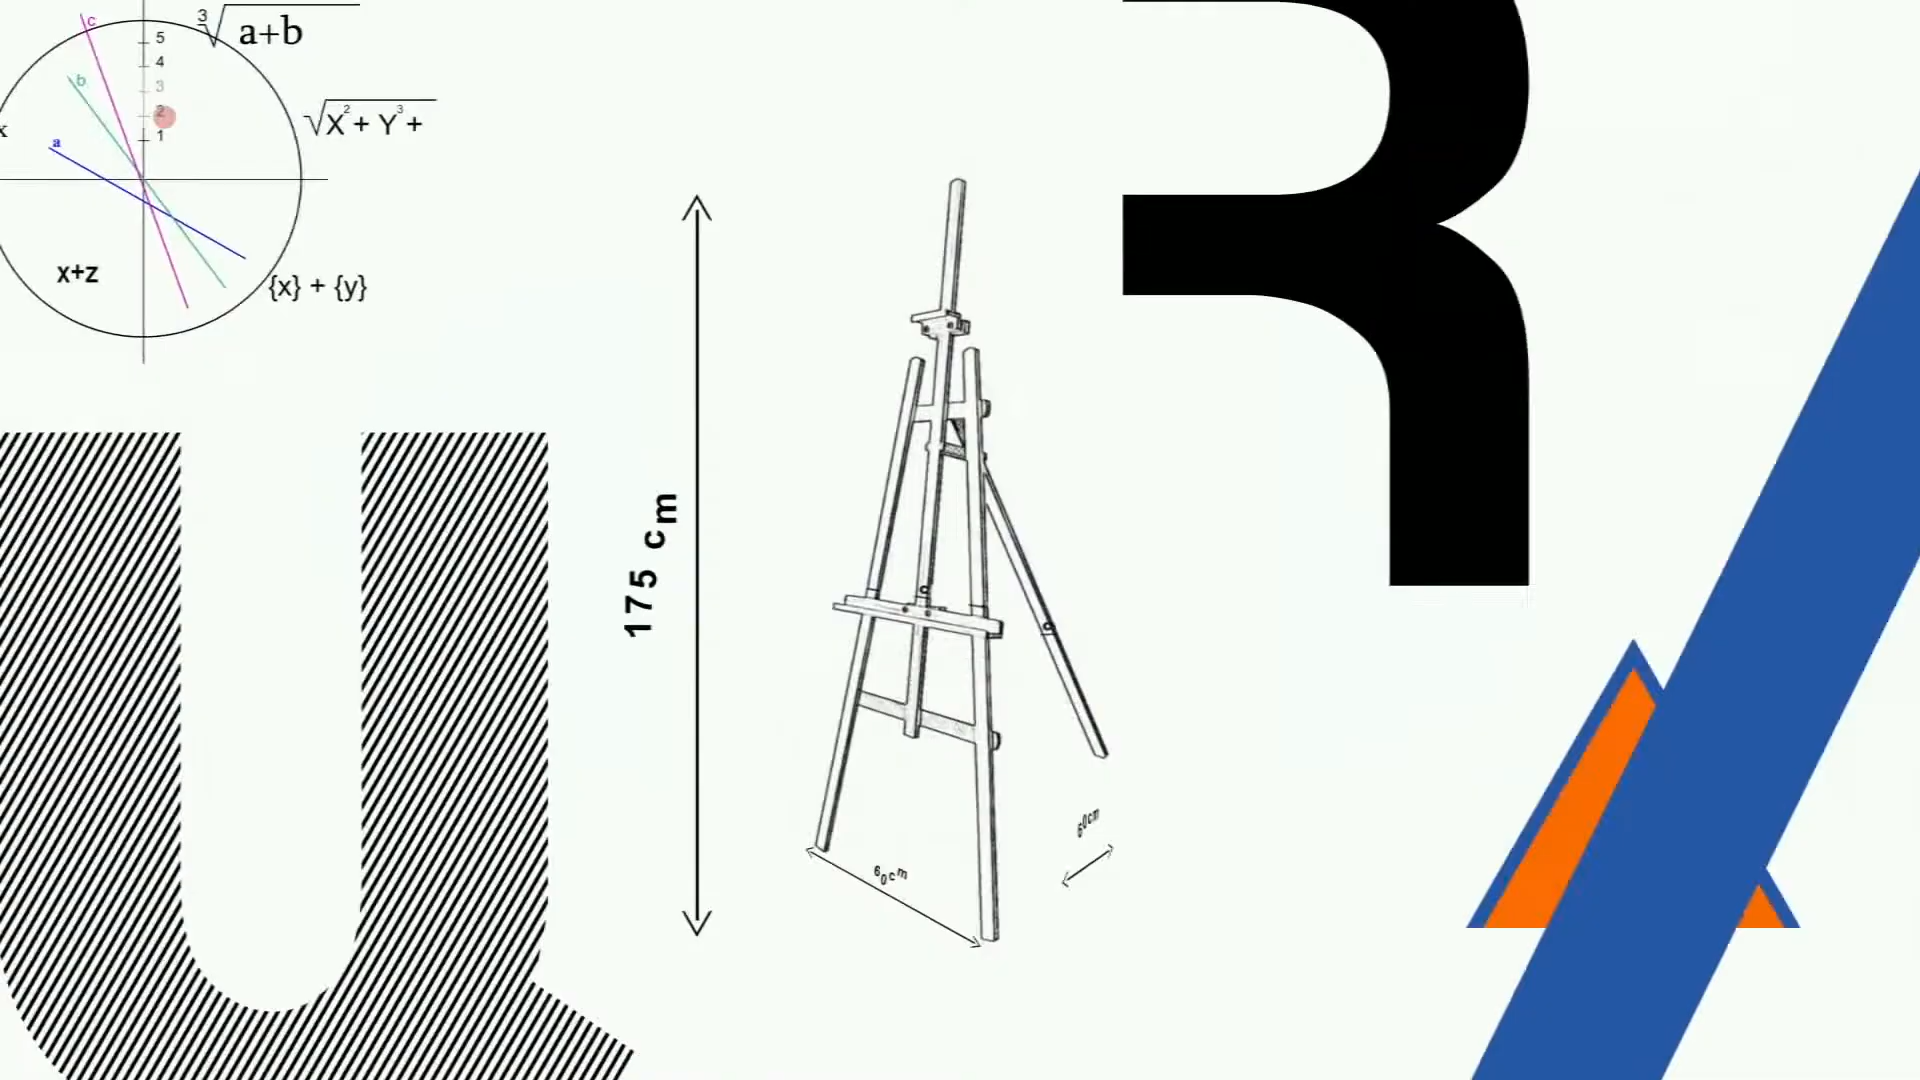 c
3√a+b
5
4
b
3
2
√X²+ Y³+
x
1
a
x+z
{x} + {y}
R
u
175 cm
60cm
60cm